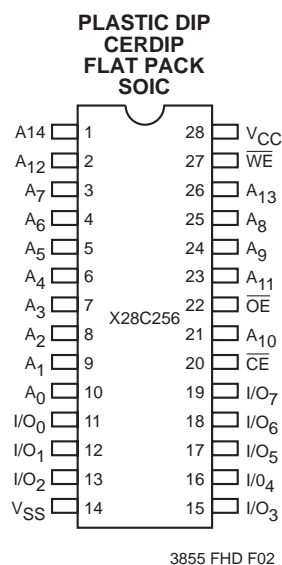 PLASTIC DIP
CERDIP
FLAT PACK
SOIC
A14 1 28 VCC
A12 2 27 WE
A7 3 26 A13
A6 4 25 A8
A5 5 24 A9
A4 6 23 A11
A3 7 22 OE
X28C256
A2 8 21 A10
A1 9 20 CE
A0 10 19 I/O7
I/O0 11 18 I/O6
I/O1 12 17 I/O5
I/O2 13 16 I/04
VSS 14 15 I/O3
3855 FHD F02